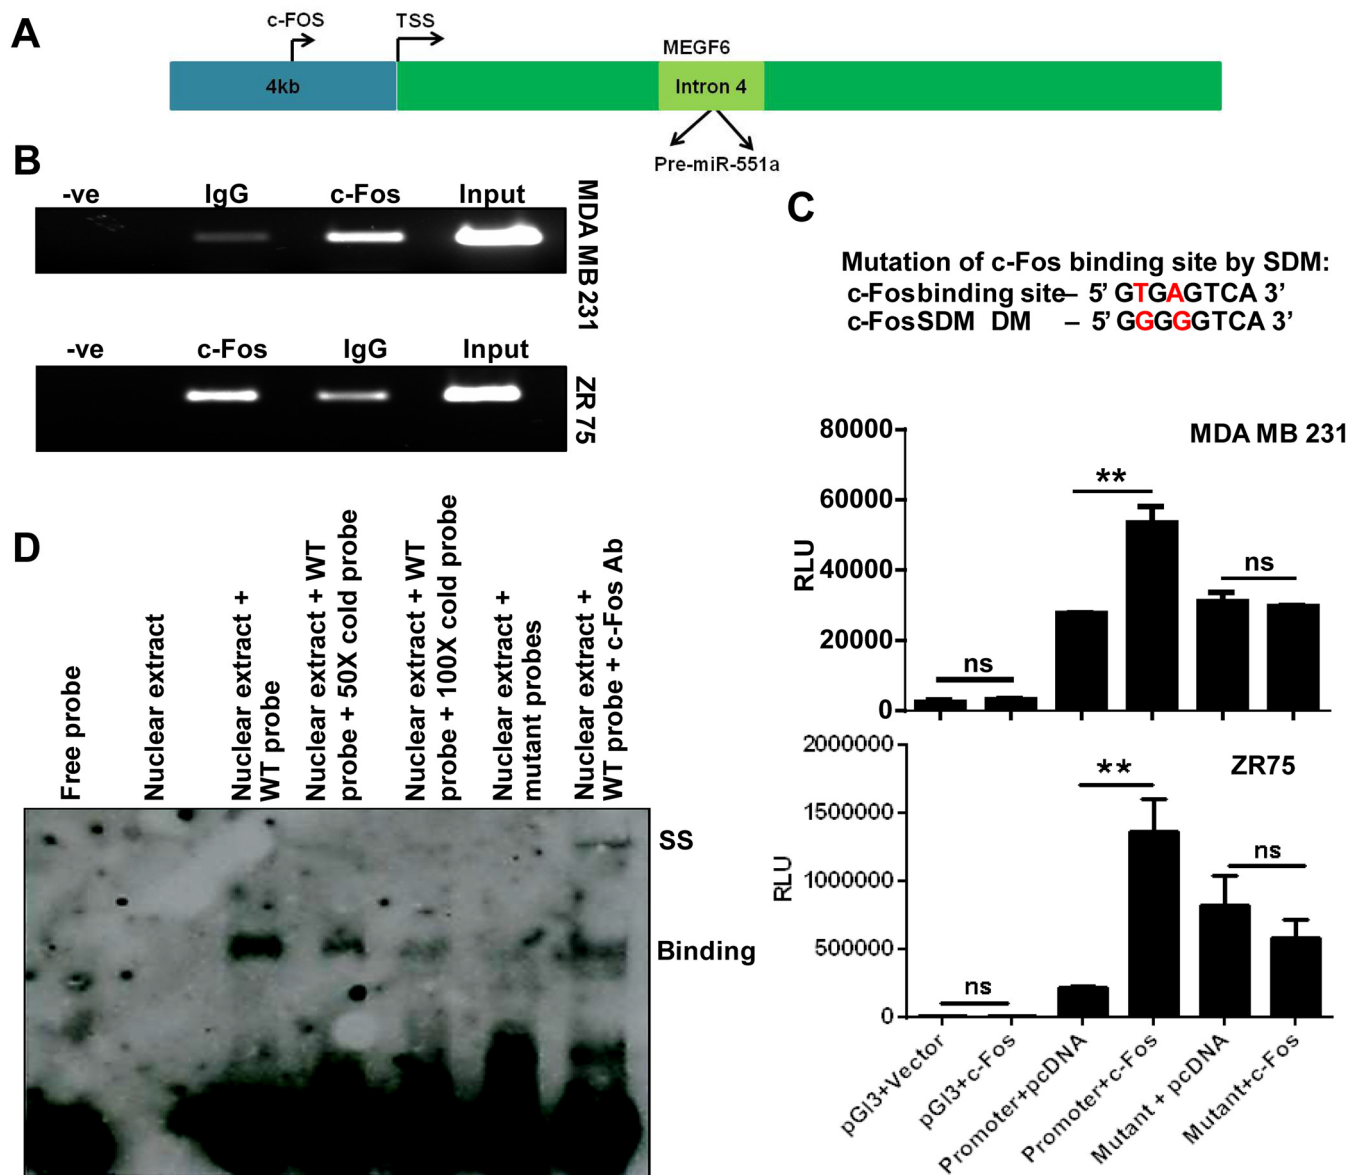 A
c-FOS
TSS
MEGF6
4kb
Intron 4
Pre-miR-551a
B
-ve IgG c-Fos Input
MDA MB 231
-ve c-Fos IgG Input
ZR 75
C
Mutation of c-Fos binding site by SDM:
c-Fosbinding site– 5’ GTGAGTCA 3’
c-FosSDM DM – 5’ GGGGGTCA 3’
MDA MB 231
RLU
80000
60000
40000
20000
0
ns
**
ns
ZR75
RLU
2000000
1500000
1000000
500000
0
ns
**
ns
pGl3+Vector
pGl3+c-Fos
Promoter+pcDNA
Promoter+c-Fos
Mutant + pcDNA
Mutant+c-Fos
D
Free probe
Nuclear extract
Nuclear extract +
WT probe
Nuclear extract + WT
probe + 50X cold probe
Nuclear extract + WT
probe + 100X cold probe
Nuclear extract +
mutant probes
Nuclear extract +
WT probe + c-Fos Ab
SS
Binding